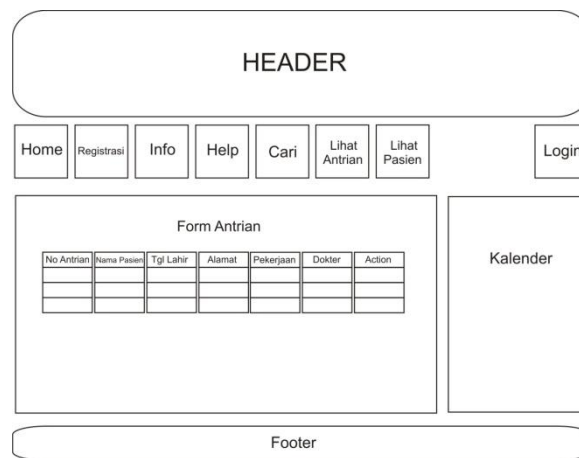 HEADER
Home
Registrasi
Info
Help
Cari
Lihat
Antrian
Lihat
Pasien
Login
Form Antrian
No Antrian Nama Pasien Tgl Lahir Alamat Pekerjaan Dokter Action
Kalender
Footer